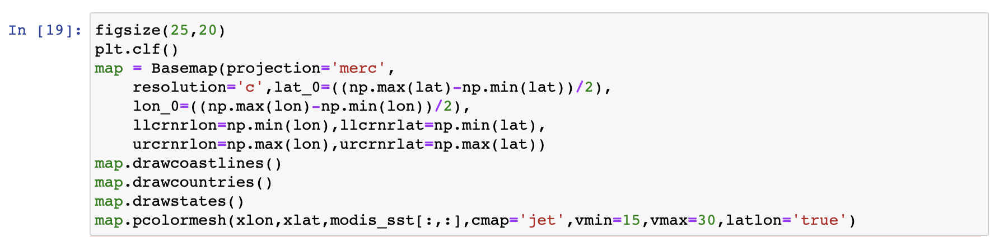 In [19]: figsize(25,20)
plt.clf()
map = Basemap(projection='merc',
    resolution='c',lat_0=((np.max(lat)-np.min(lat))/2),
    lon_0=((np.max(lon)-np.min(lon))/2),
    llcrnrlon=np.min(lon),llcrnrlat=np.min(lat),
    urcrnrlon=np.max(lon),urcrnrlat=np.max(lat))
map.drawcoastlines()
map.drawcountries()
map.drawstates()
map.pcolormesh(xlon,xlat,modis_sst[:,:],cmap='jet',vmin=15,vmax=30,latlon='true')